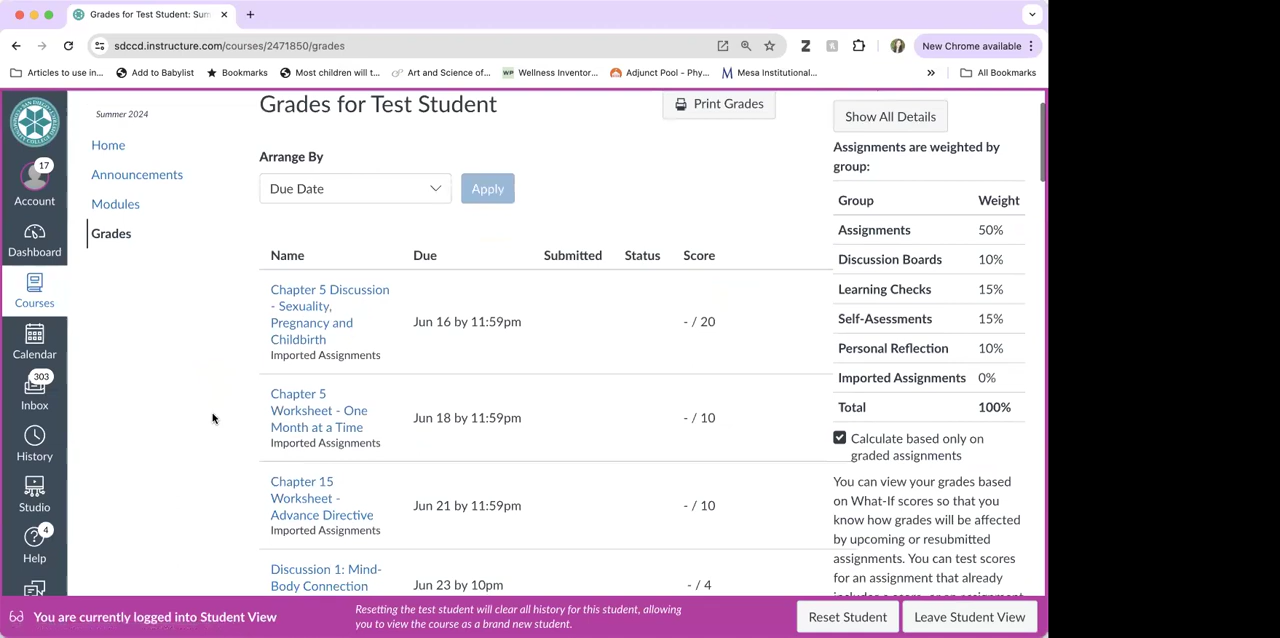 Grades for Test Student: Sum
sdccd.instructure.com/courses/2471850/grades
New Chrome available
Articles to use in...
Add to Babylist
Bookmarks
Most children will t...
Art and Science of...
Wellness Inventor...
Adjunct Pool – Phy...
Mesa Institutional...
»
All Bookmarks
17
Account
Dashboard
Courses
Calendar
303
Inbox
History
Studio
4
Help
Summer 2024
Home
Announcements
Modules
Grades
Grades for Test Student
Print Grades
Arrange By
Due Date
Apply
Name Due Submitted Status Score
Chapter 5 Discussion
- Sexuality,
Pregnancy and
Childbirth
Imported Assignments
Jun 16 by 11:59pm
- / 20
Chapter 5
Worksheet - One
Month at a Time
Imported Assignments
Jun 18 by 11:59pm
- / 10
Chapter 15
Worksheet -
Advance Directive
Imported Assignments
Jun 21 by 11:59pm
- / 10
Discussion 1: Mind-
Body Connection
Jun 23 by 10pm
- / 4
Show All Details
Assignments are weighted by
group:
Group Weight
Assignments 50%
Discussion Boards 10%
Learning Checks 15%
Self-Asessments 15%
Personal Reflection 10%
Imported Assignments 0%
Total 100%
Calculate based only on
graded assignments
You can view your grades based
on What-If scores so that you
know how grades will be affected
by upcoming or resubmitted
assignments. You can test scores
for an assignment that already
You are currently logged into Student View
Resetting the test student will clear all history for this student, allowing
you to view the course as a brand new student.
Reset Student
Leave Student View